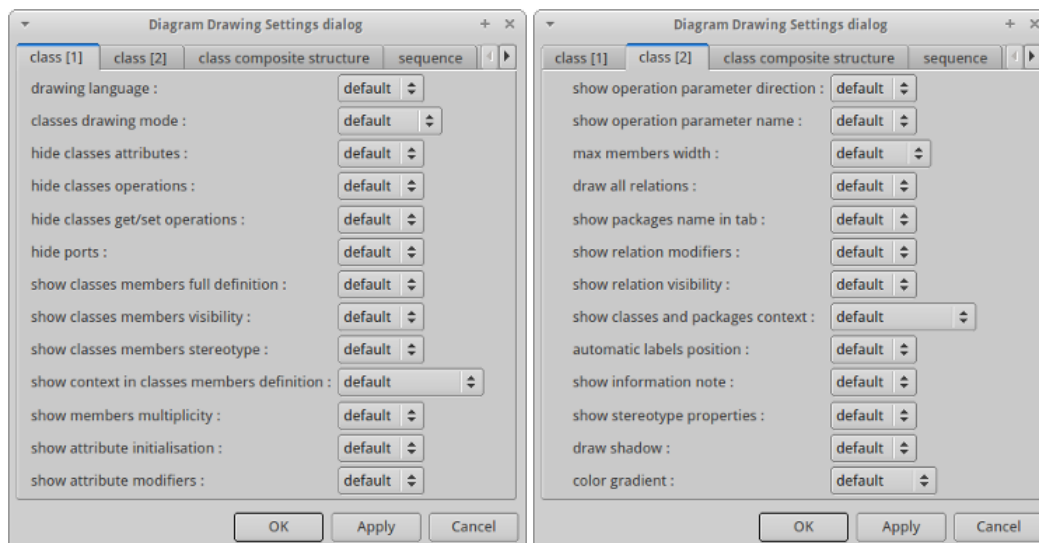 Diagram Drawing Settings dialog
class [1] class [2] class composite structure sequence
drawing language : default
classes drawing mode : default
hide classes attributes : default
hide classes operations : default
hide classes get/set operations : default
hide ports : default
show classes members full definition : default
show classes members visibility : default
show classes members stereotype : default
show context in classes members definition : default
show members multiplicity : default
show attribute initialisation : default
show attribute modifiers : default
OK Apply Cancel
Diagram Drawing Settings dialog
class [1] class [2] class composite structure sequence
show operation parameter direction : default
show operation parameter name : default
max members width : default
draw all relations : default
show packages name in tab : default
show relation modifiers : default
show relation visibility : default
show classes and packages context : default
automatic labels position : default
show information note : default
show stereotype properties : default
draw shadow : default
color gradient : default
OK Apply Cancel